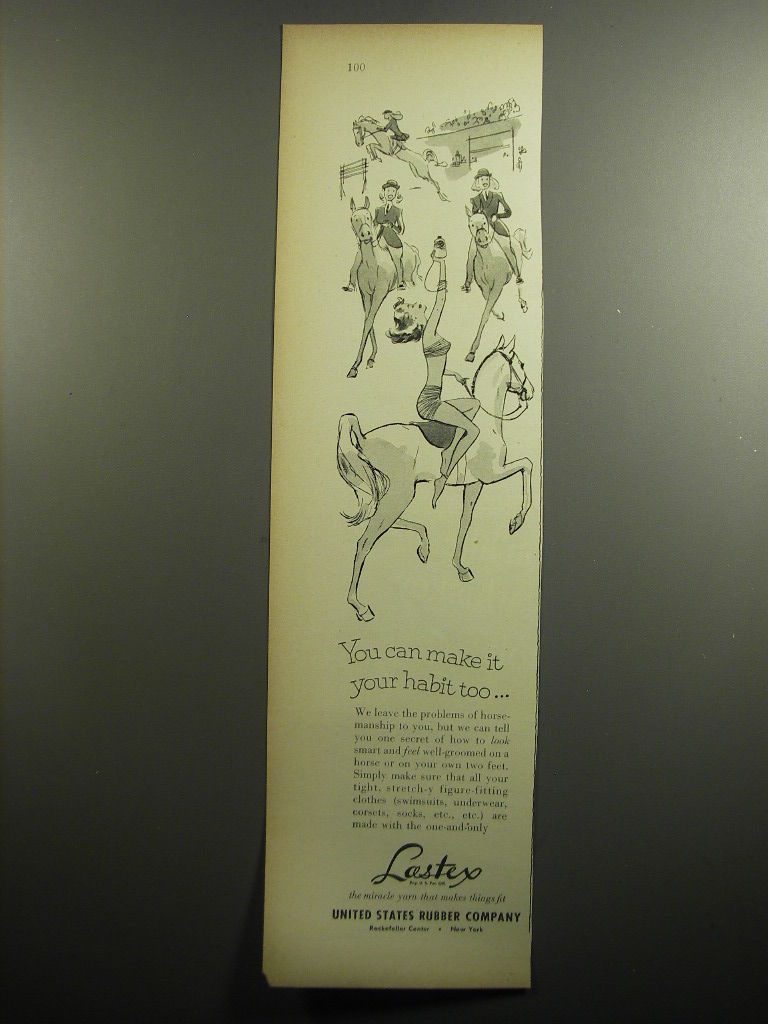 100
You can make it
your habit too...
We leave the problems of horse-
manship to you, but we can tell
you one secret of how to look
smart and feel well-groomed on a
horse or on your own two feet.
Simply make sure that all your
tight, stretch-y figure-fitting
clothes (swimsuits, underwear,
corsets, socks, etc., etc.) are
made with the one-and-only
Lastex
Reg. U. S. Pat. Off.
the miracle yarn that makes things fit
UNITED STATES RUBBER COMPANY
Rockefeller Center • New York